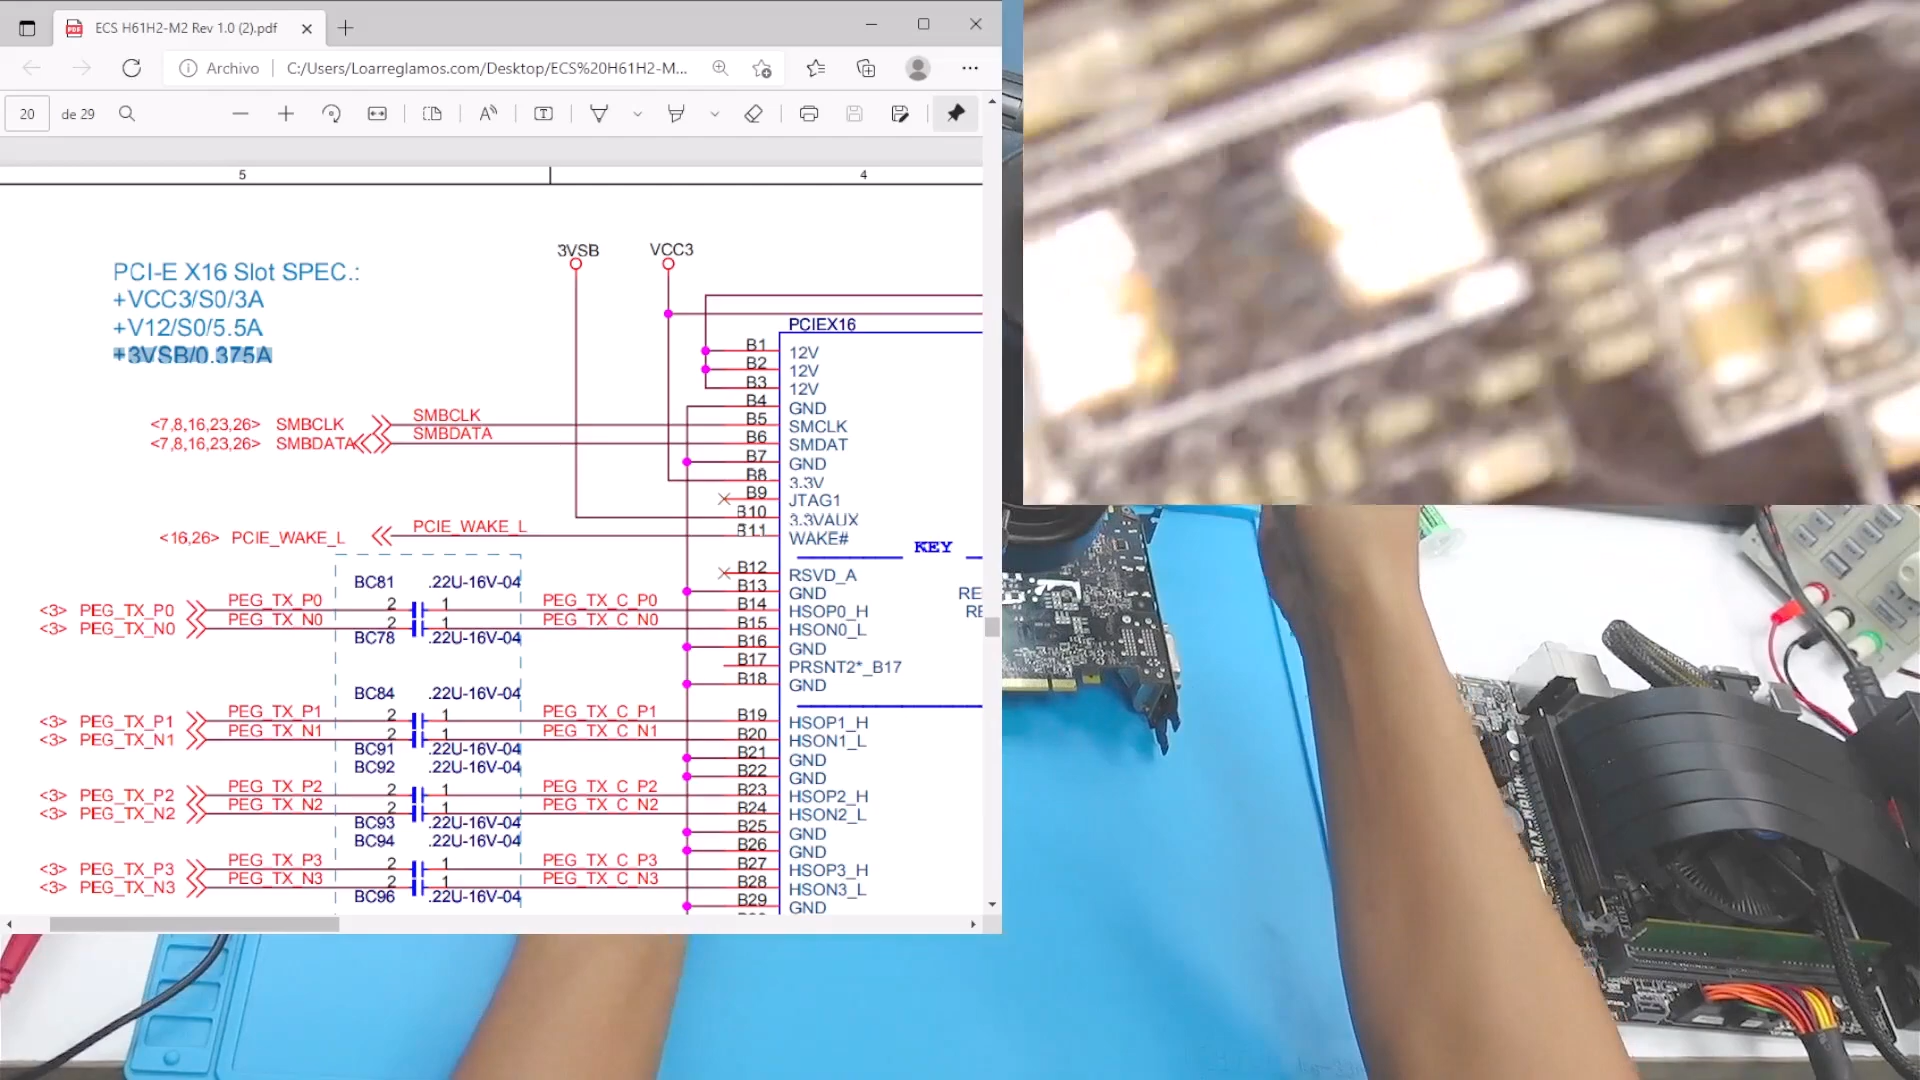 ECS H61H2-M2 Rev 1.0 (2).pdf
Archivo
C:/Users/Loarreglamos.com/Desktop/ECS%20H61H2-M...
20
de 29
5
4
3VSB
VCC3
PCI-E X16 Slot SPEC.:
+VCC3/S0/3A
+V12/S0/5.5A
+3VSB/0.375A
PCIEX16
B1 12V
B2 12V
B3 12V
B4 GND
<7,8,16,23,26> SMBCLK SMBCLK B5 SMCLK
<7,8,16,23,26> SMBDATA SMBDATA B6 SMDAT
B7 GND
B8 3.3V
B9 JTAG1
B10 3.3VAUX
<16,26> PCIE_WAKE_L PCIE_WAKE_L B11 WAKE#
KEY
B12 RSVD_A
BC81 .22U-16V-04
B13 GND
<3> PEG_TX_P0 PEG_TX_P0 2 1 PEG_TX_C_P0 B14 HSOP0_H
<3> PEG_TX_N0 PEG_TX_N0 2 1 PEG_TX_C_N0 B15 HSON0_L
BC78 .22U-16V-04
B16 GND
B17 PRSNT2*_B17
B18 GND
BC84 .22U-16V-04
<3> PEG_TX_P1 PEG_TX_P1 2 1 PEG_TX_C_P1 B19 HSOP1_H
<3> PEG_TX_N1 PEG_TX_N1 2 1 PEG_TX_C_N1 B20 HSON1_L
BC91 .22U-16V-04
B21 GND
BC92 .22U-16V-04
B22 GND
<3> PEG_TX_P2 PEG_TX_P2 2 1 PEG_TX_C_P2 B23 HSOP2_H
<3> PEG_TX_N2 PEG_TX_N2 2 1 PEG_TX_C_N2 B24 HSON2_L
BC93 .22U-16V-04
B25 GND
BC94 .22U-16V-04
B26 GND
<3> PEG_TX_P3 PEG_TX_P3 2 1 PEG_TX_C_P3 B27 HSOP3_H
<3> PEG_TX_N3 PEG_TX_N3 2 1 PEG_TX_C_N3 B28 HSON3_L
BC96 .22U-16V-04
B29 GND